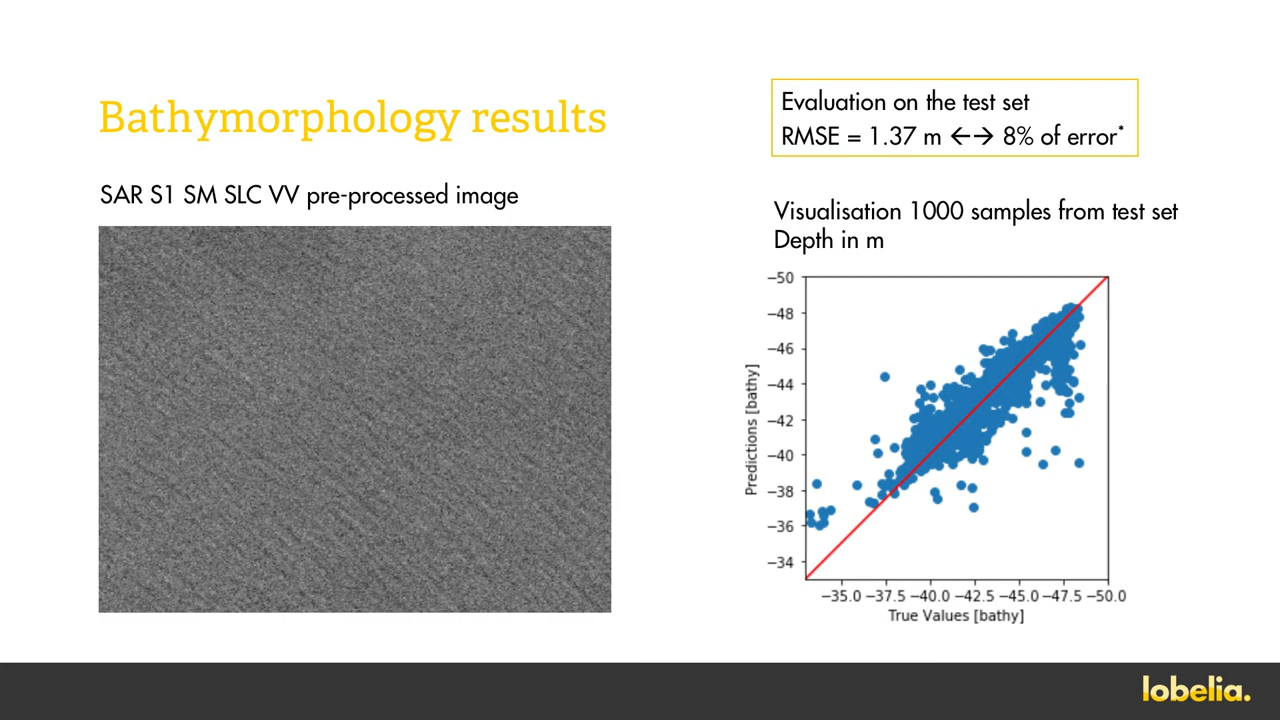 Bathymorphology results
SAR S1 SM SLC VV pre-processed image
Evaluation on the test set
RMSE = 1.37 m ←→ 8% of error*
Visualisation 1000 samples from test set
Depth in m
−50
−48
−46
−44
−42
−40
−38
−36
−34
Predictions [bathy]
−35.0 −37.5 −40.0 −42.5 −45.0 −47.5 −50.0
True Values [bathy]
lobelia.